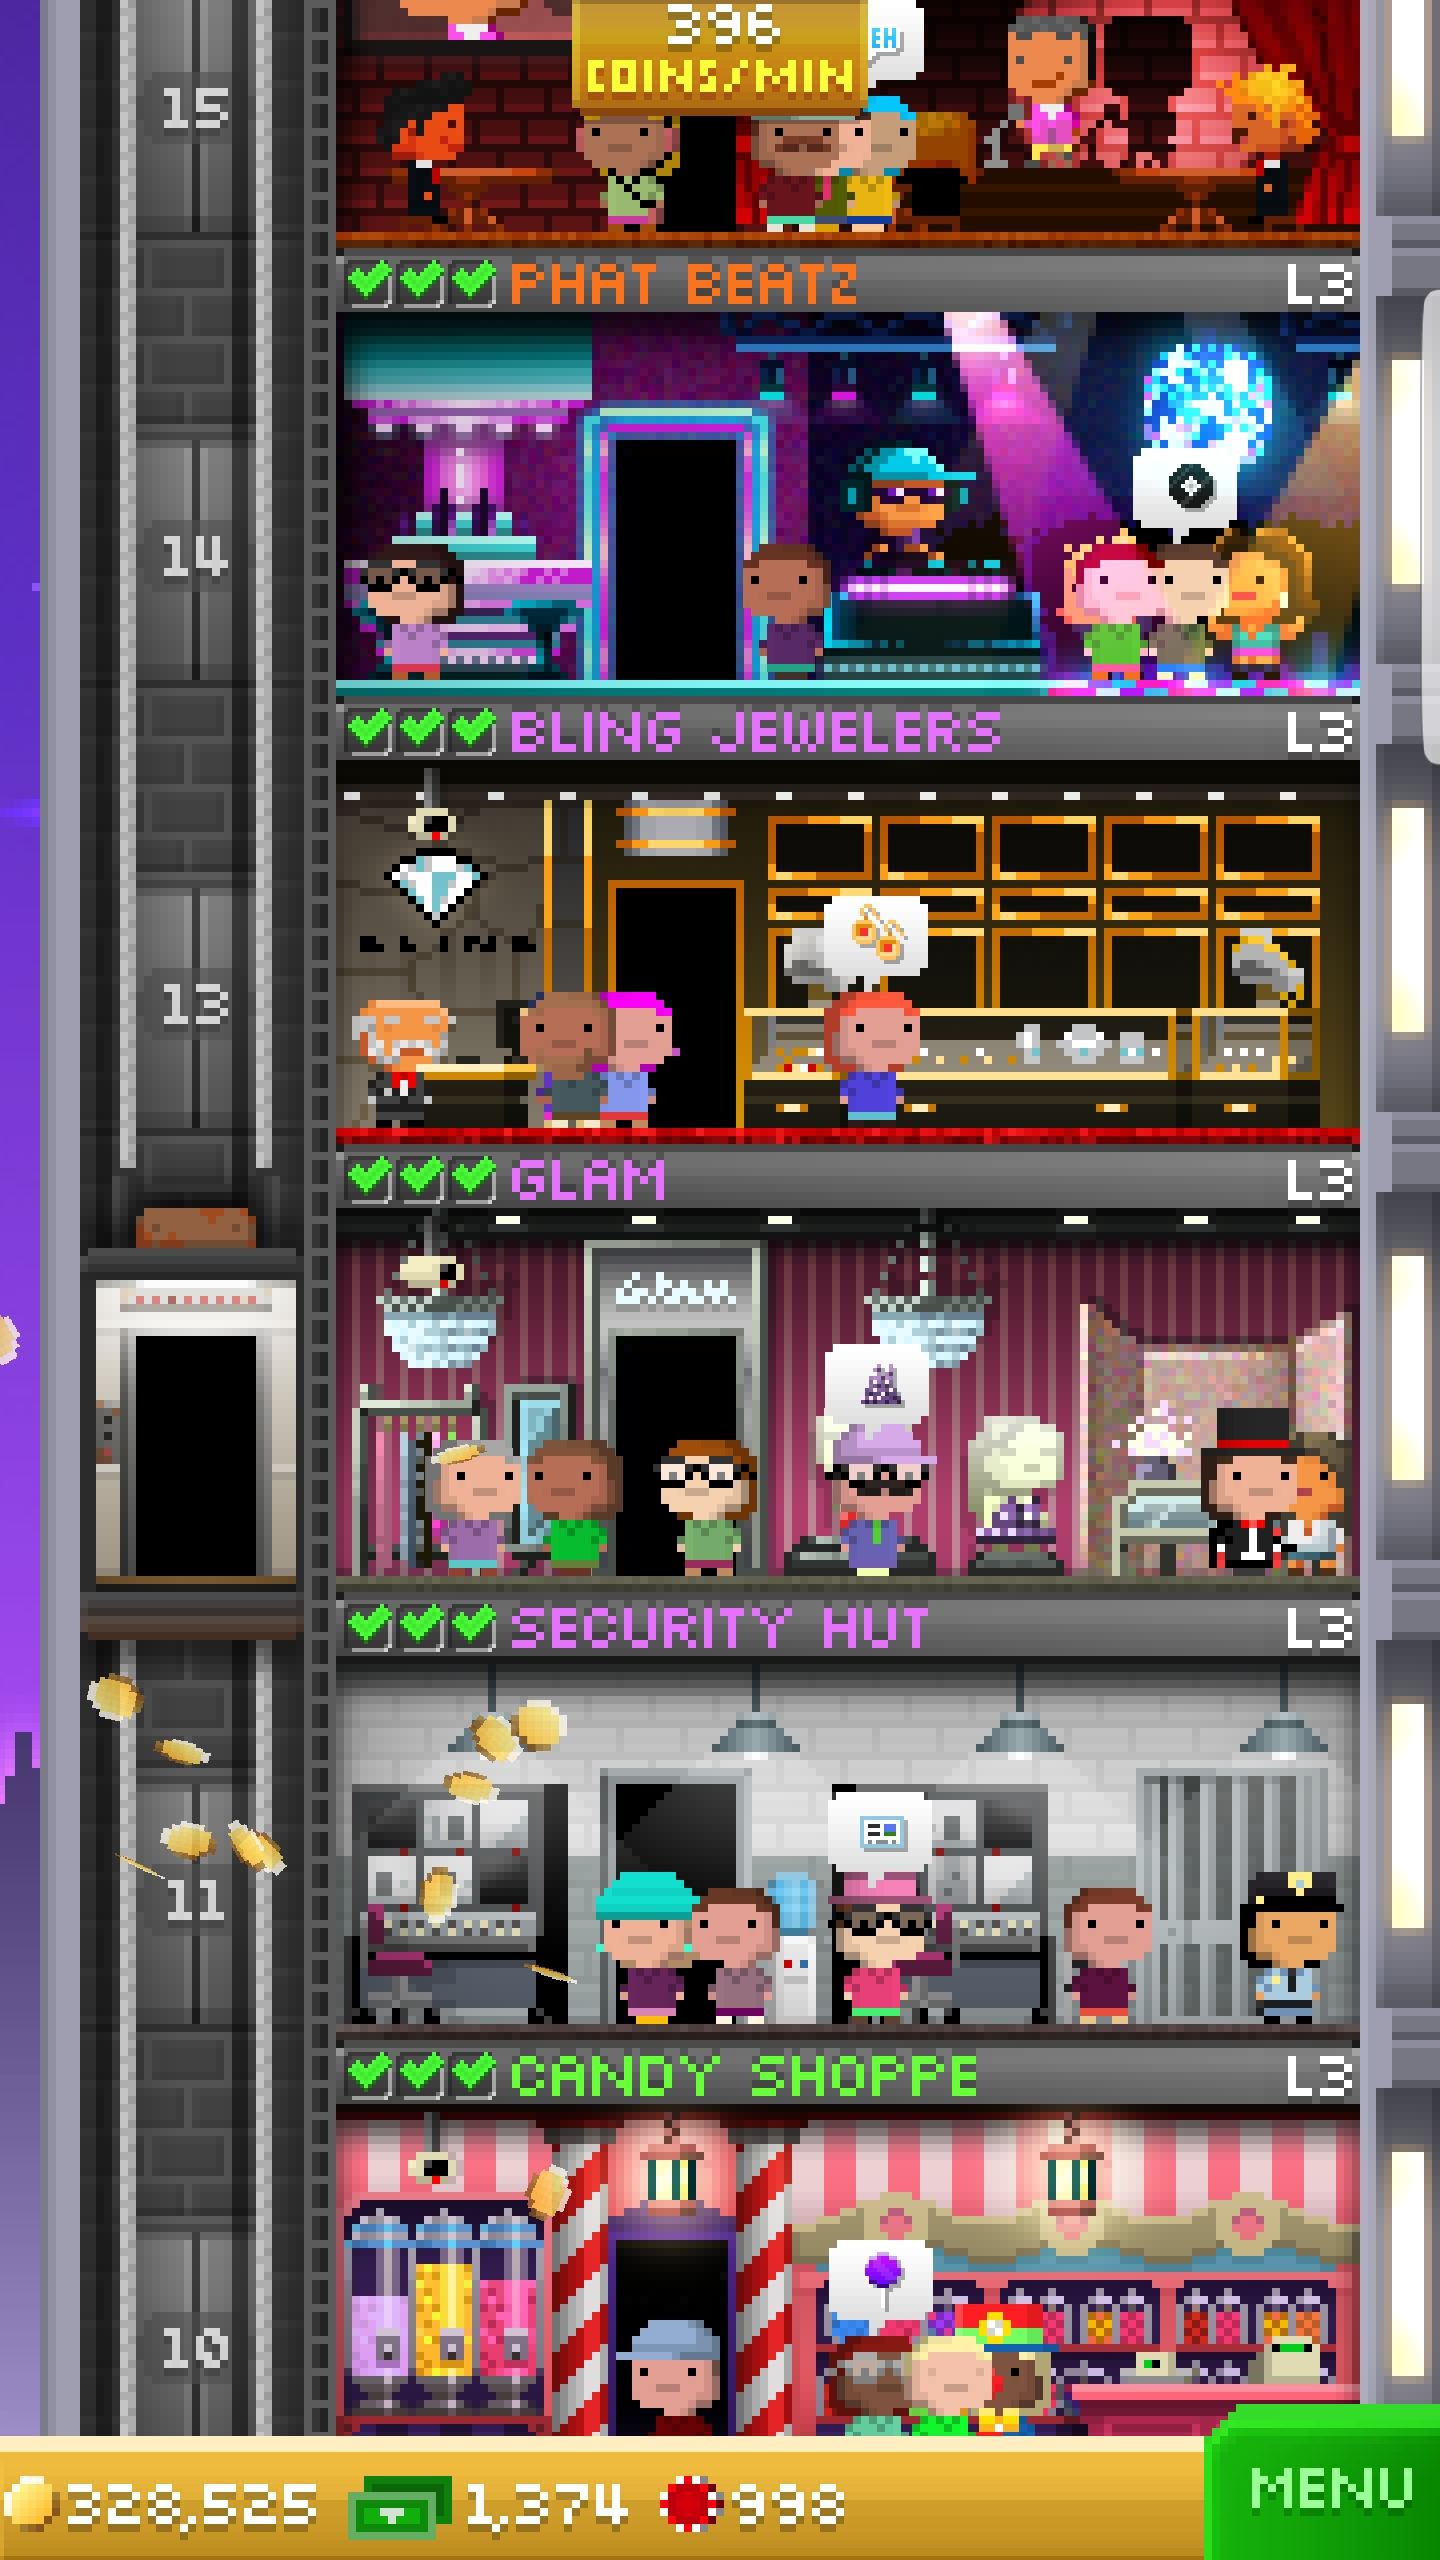 396
COINS/MIN
EH
15
PHAT BEATZ
L3
14
BLING JEWELERS
L3
BLING
13
GLAM
L3
Glam
SECURITY HUT
L3
11
CANDY SHOPPE
L3
10
328,525
1,374
998
MENU